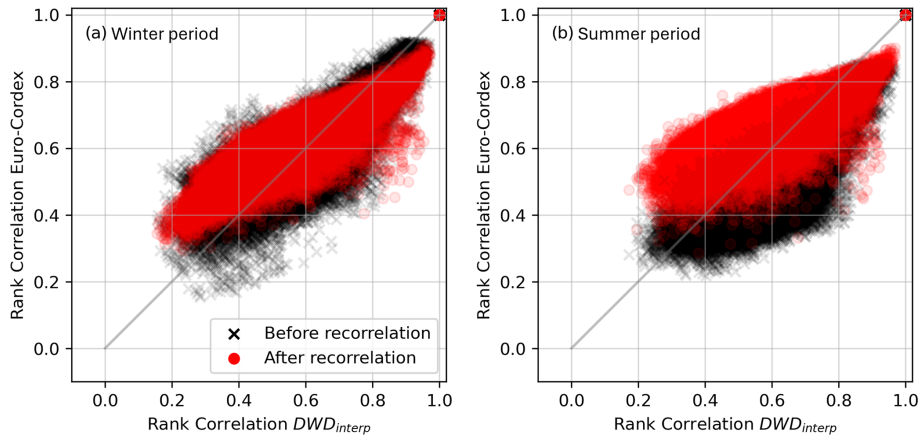 (a) Winter period
Rank Correlation Euro-Cordex
1.0
0.8
0.6
0.4
0.2
0.0
0.0 0.2 0.4 0.6 0.8 1.0
Rank Correlation DWD_interp
Before recorrelation
After recorrelation
(b) Summer period
Rank Correlation Euro-Cordex
1.0
0.8
0.6
0.4
0.2
0.0
0.0 0.2 0.4 0.6 0.8 1.0
Rank Correlation DWD_interp